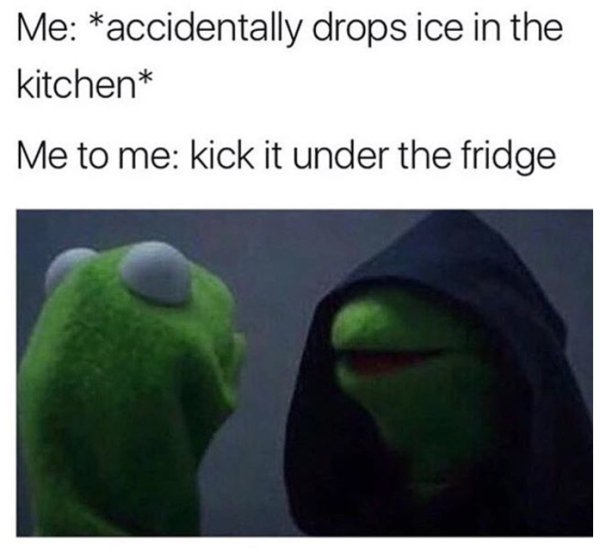 Me: *accidentally drops ice in the
kitchen*
Me to me: kick it under the fridge